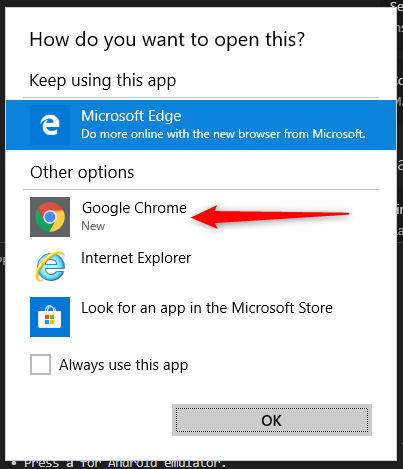 Se
How do you want to open this?
Keep using this app
Microsoft Edge
Do more online with the new browser from Microsoft.
Other options
Google Chrome
New
Internet Explorer
Look for an app in the Microsoft Store
Always use this app
OK
• Press a for Android emulator.